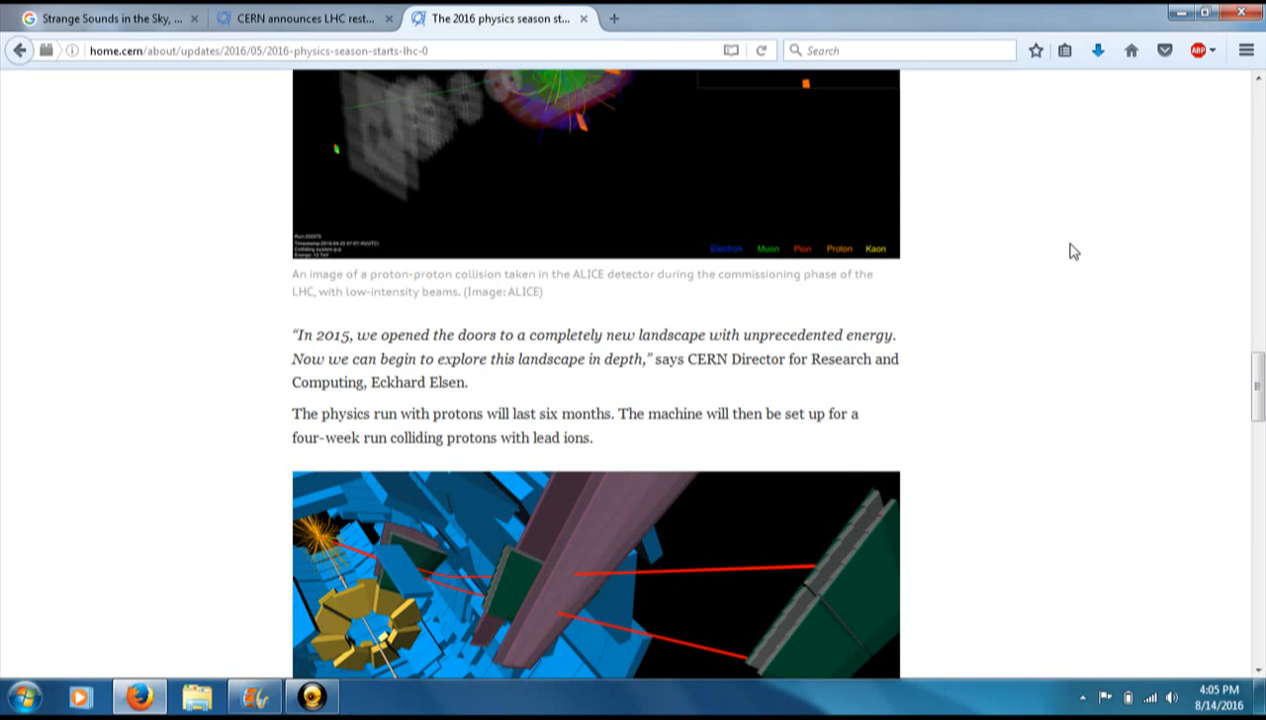 Strange Sounds in the Sky, ...
CERN announces LHC rest...
The 2016 physics season st...
home.cern/about/updates/2016/05/2016-physics-season-starts-lhc-0
Search
ABP
Electron Muon Pion Proton Kaon
An image of a proton-proton collision taken in the ALICE detector during the commissioning phase of the
LHC, with low-intensity beams. (Image: ALICE)
“In 2015, we opened the doors to a completely new landscape with unprecedented energy.
Now we can begin to explore this landscape in depth,” says CERN Director for Research and
Computing, Eckhard Elsen.
The physics run with protons will last six months. The machine will then be set up for a
four-week run colliding protons with lead ions.
4:05 PM
8/14/2016